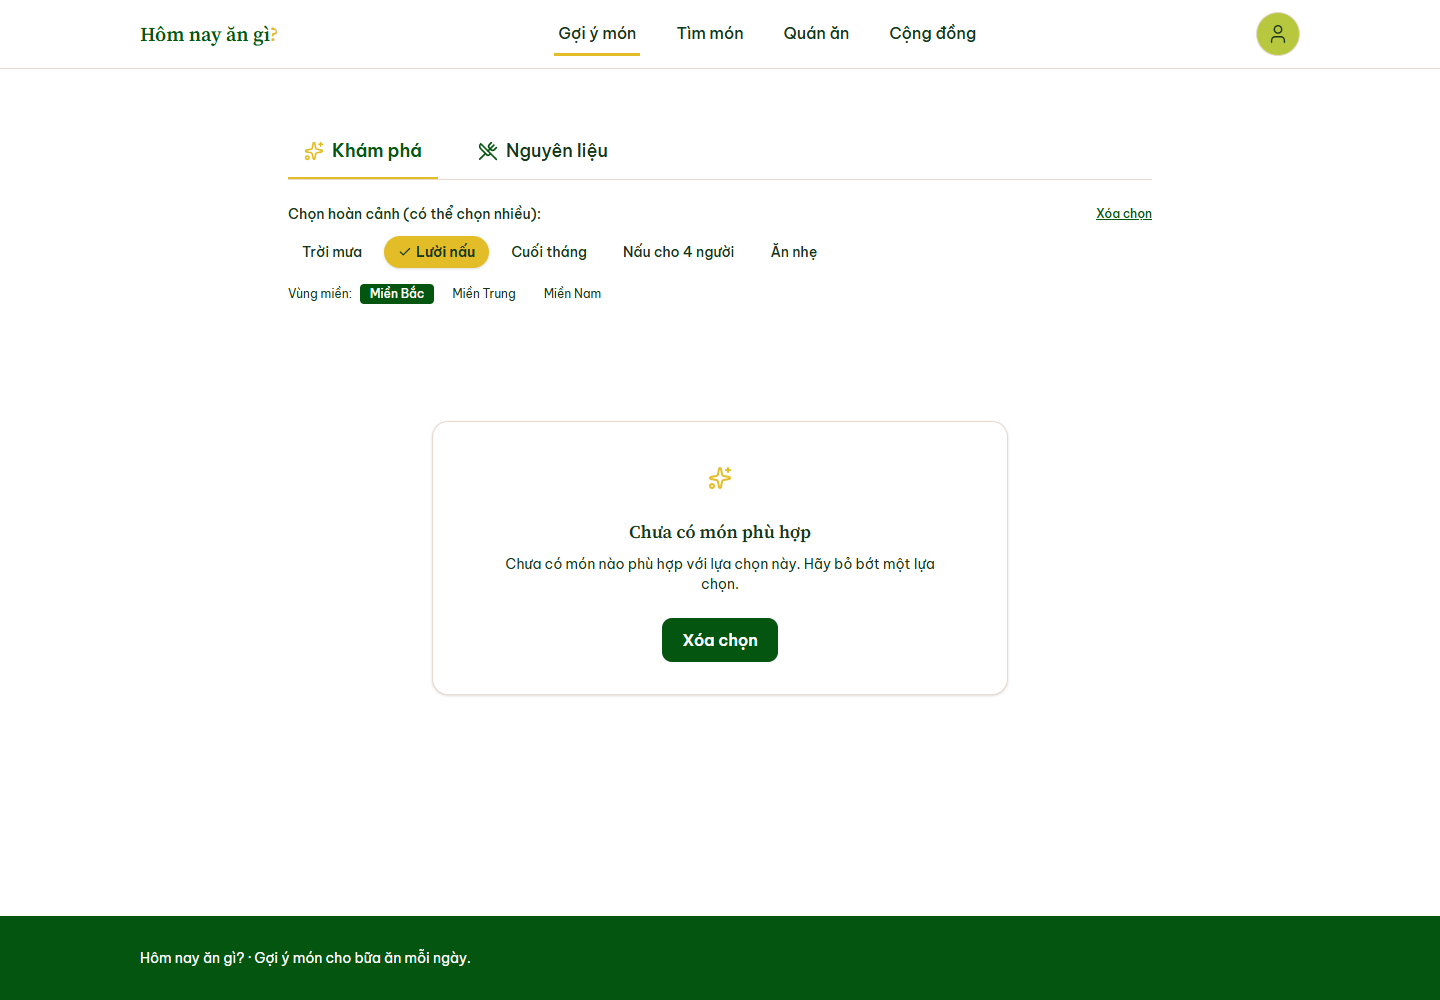 Hôm nay ăn gì?
Gợi ý món
Tìm món
Quán ăn
Cộng đồng
Khám phá
Nguyên liệu
Chọn hoàn cảnh (có thể chọn nhiều):
Xóa chọn
Trời mưa
Lười nấu
Cuối tháng
Nấu cho 4 người
Ăn nhẹ
Vùng miền:
Miền Bắc
Miền Trung
Miền Nam
Chưa có món phù hợp
Chưa có món nào phù hợp với lựa chọn này. Hãy bỏ bớt một lựa
chọn.
Xóa chọn
Hôm nay ăn gì? · Gợi ý món cho bữa ăn mỗi ngày.